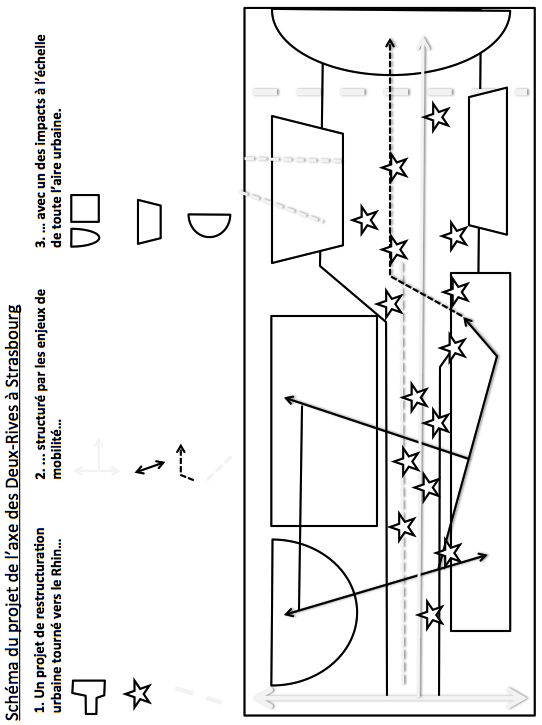 Schéma du projet de l’axe des Deux-Rives à Strasbourg
1. Un projet de restructuration
urbaine tourné vers le Rhin...
2. ... structuré par les enjeux de
mobilité...
3. ... avec un des impacts à l’échelle
de toute l’aire urbaine.